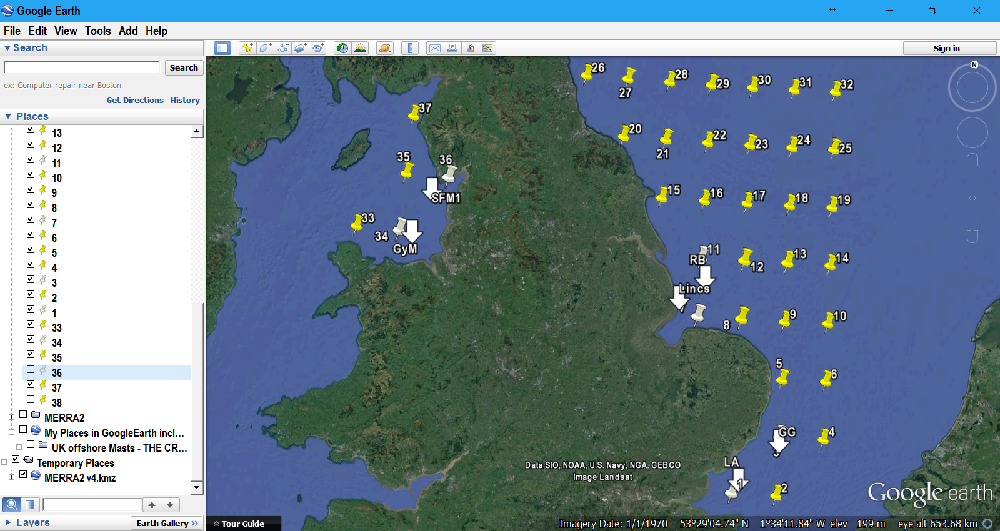 Google Earth
File Edit View Tools Add Help
Search
Search
ex: Computer repair near Boston
Get Directions History
Places
13
12
11
10
9
8
7
6
5
4
3
2
1
33
34
35
36
37
38
MERRA2
My Places in GoogleEarth incl...
UK offshore Masts - THE CR...
Temporary Places
MERRA2 v4.kmz
Layers
Earth Gallery »
Sign in
N
26
27
28
29
30
31
32
37
20
21
22
23
24
25
35
36
SFM1
15
16
17
18
19
33
34
GyM
11
RB
12
13
14
Lincs
7
8
9
10
5
6
GG
3
4
LA
1
2
Data SIO, NOAA, U.S. Navy, NGA, GEBCO
Image Landsat
Google earth
Tour Guide
Imagery Date: 1/1/1970 53°29'04.74" N 1°34'11.84" W elev 199 m eye alt 653.68 km